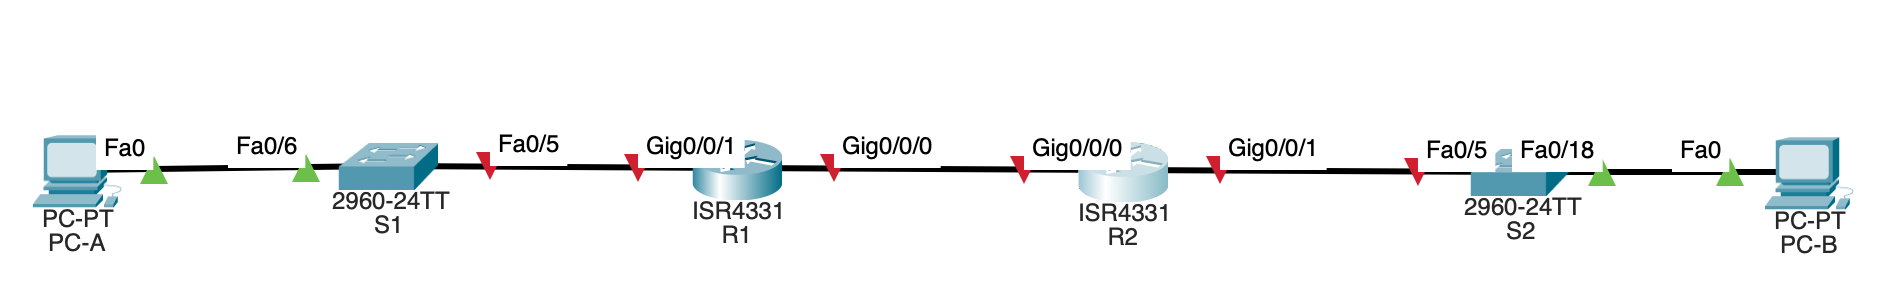 Fa0
Fa0/6
Fa0/5
Gig0/0/1
Gig0/0/0
Gig0/0/0
Gig0/0/1
Fa0/5
Fa0/18
Fa0
PC-PT
PC-A
2960-24TT
S1
ISR4331
R1
ISR4331
R2
2960-24TT
S2
PC-PT
PC-B